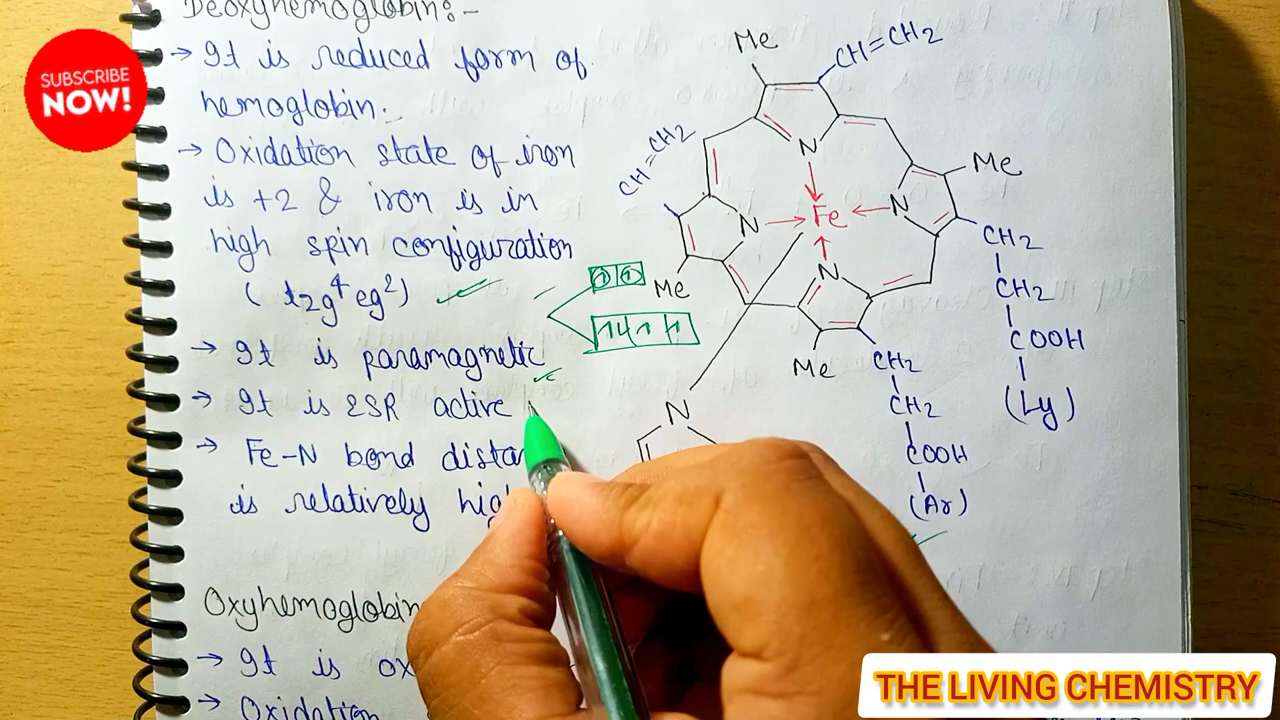 Deoxyhemoglobin:-
→ It is reduced form of
hemoglobin.
→ Oxidation state of iron
is +2 & iron is in
high spin configuration
( t2g⁴ eg²)
→ It is paramagnetic
→ It is ESR active
→ Fe-N bond distan
is relatively hig
Oxyhemoglobin
→ It is ox
→ Oxidation
SUBSCRIBE
NOW!
Me
CH=CH2
CH=CH2
N
Me
N
Fe
N
N
CH2
CH2
COOH
(Ly)
Me
Me
CH2
CH2
COOH
(Ar)
N
THE LIVING CHEMISTRY